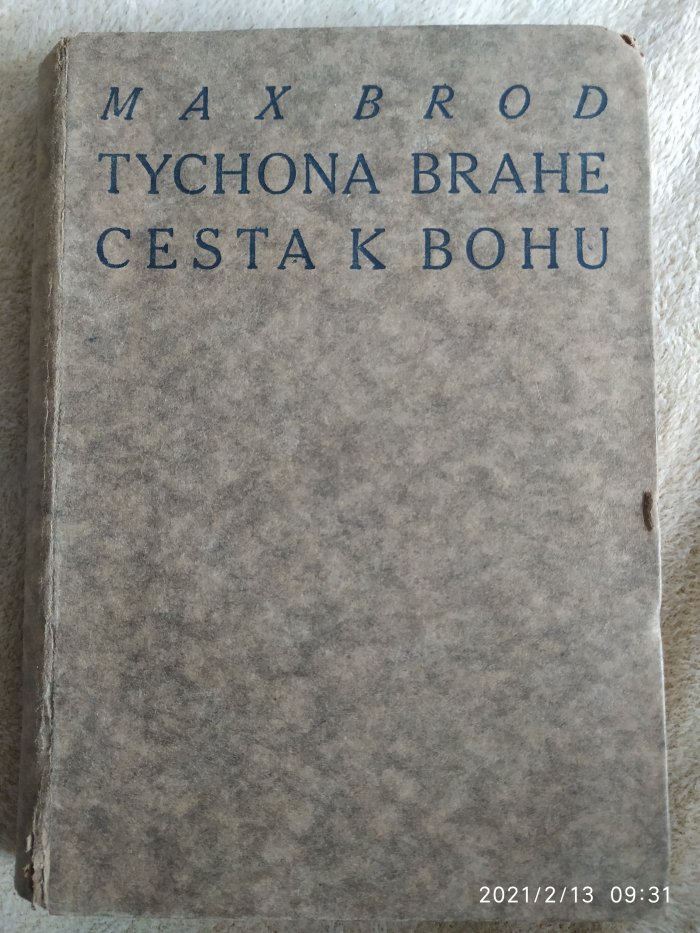 MAX BROD
TYCHONA BRAHE
CESTA K BOHU
2021/2/13 09:31